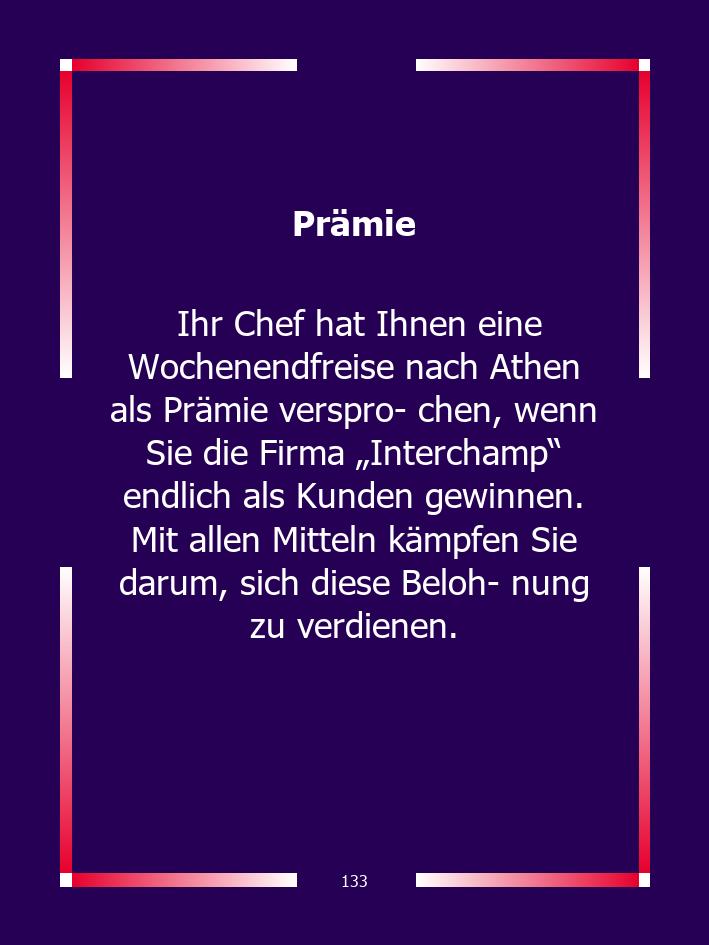 Prämie
Ihr Chef hat Ihnen eine
Wochenendfreise nach Athen
als Prämie verspro- chen, wenn
Sie die Firma „Interchamp“
endlich als Kunden gewinnen.
Mit allen Mitteln kämpfen Sie
darum, sich diese Beloh- nung
zu verdienen.
133